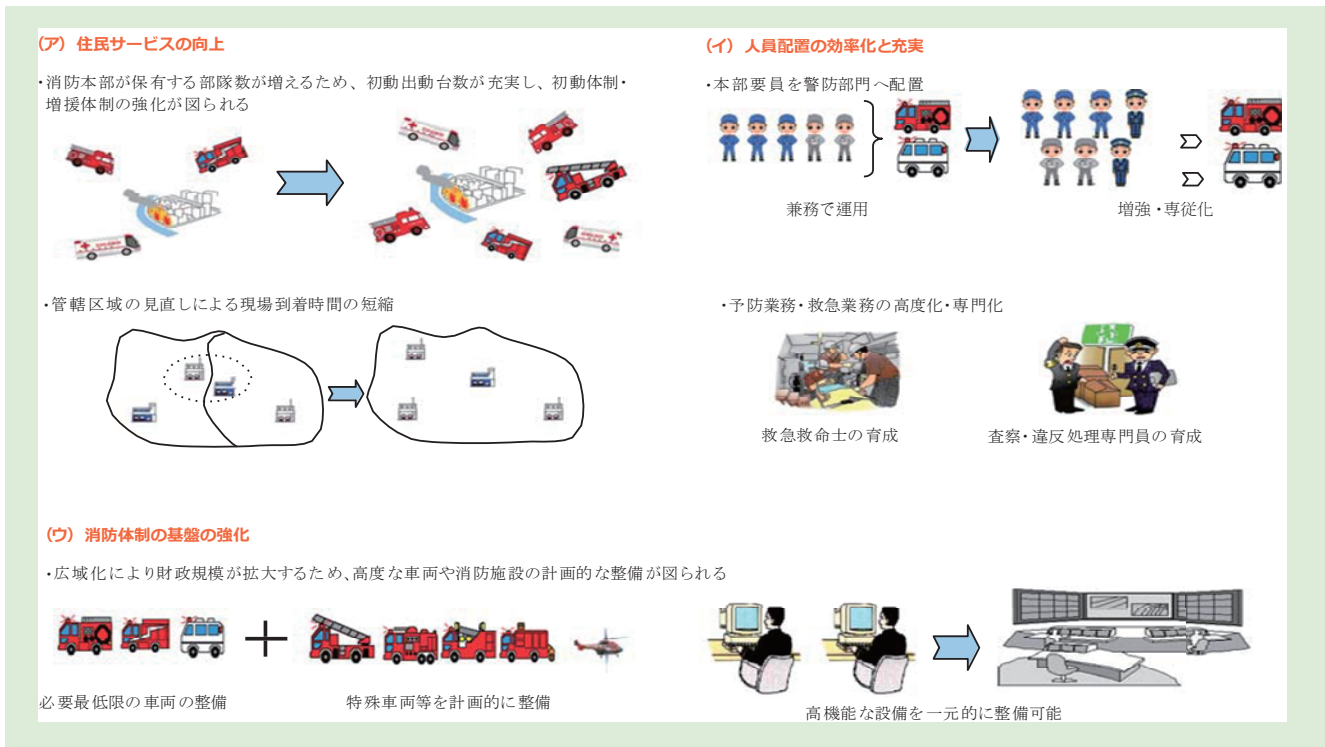 (ア) 住民サービスの向上
・消防本部が保有する部隊数が増えるため、初動出動台数が充実し、初動体制・
増援体制の強化が図られる
・管轄区域の見直しによる現場到着時間の短縮
(イ) 人員配置の効率化と充実
・本部要員を警防部門へ配置
兼務で運用
増強・専従化
・予防業務・救急業務の高度化・専門化
救急救命士の育成
査察・違反処理専門員の育成
(ウ) 消防体制の基盤の強化
・広域化により財政規模が拡大するため、高度な車両や消防施設の計画的な整備が図られる
必要最低限の車両の整備
特殊車両等を計画的に整備
高機能な設備を一元的に整備可能